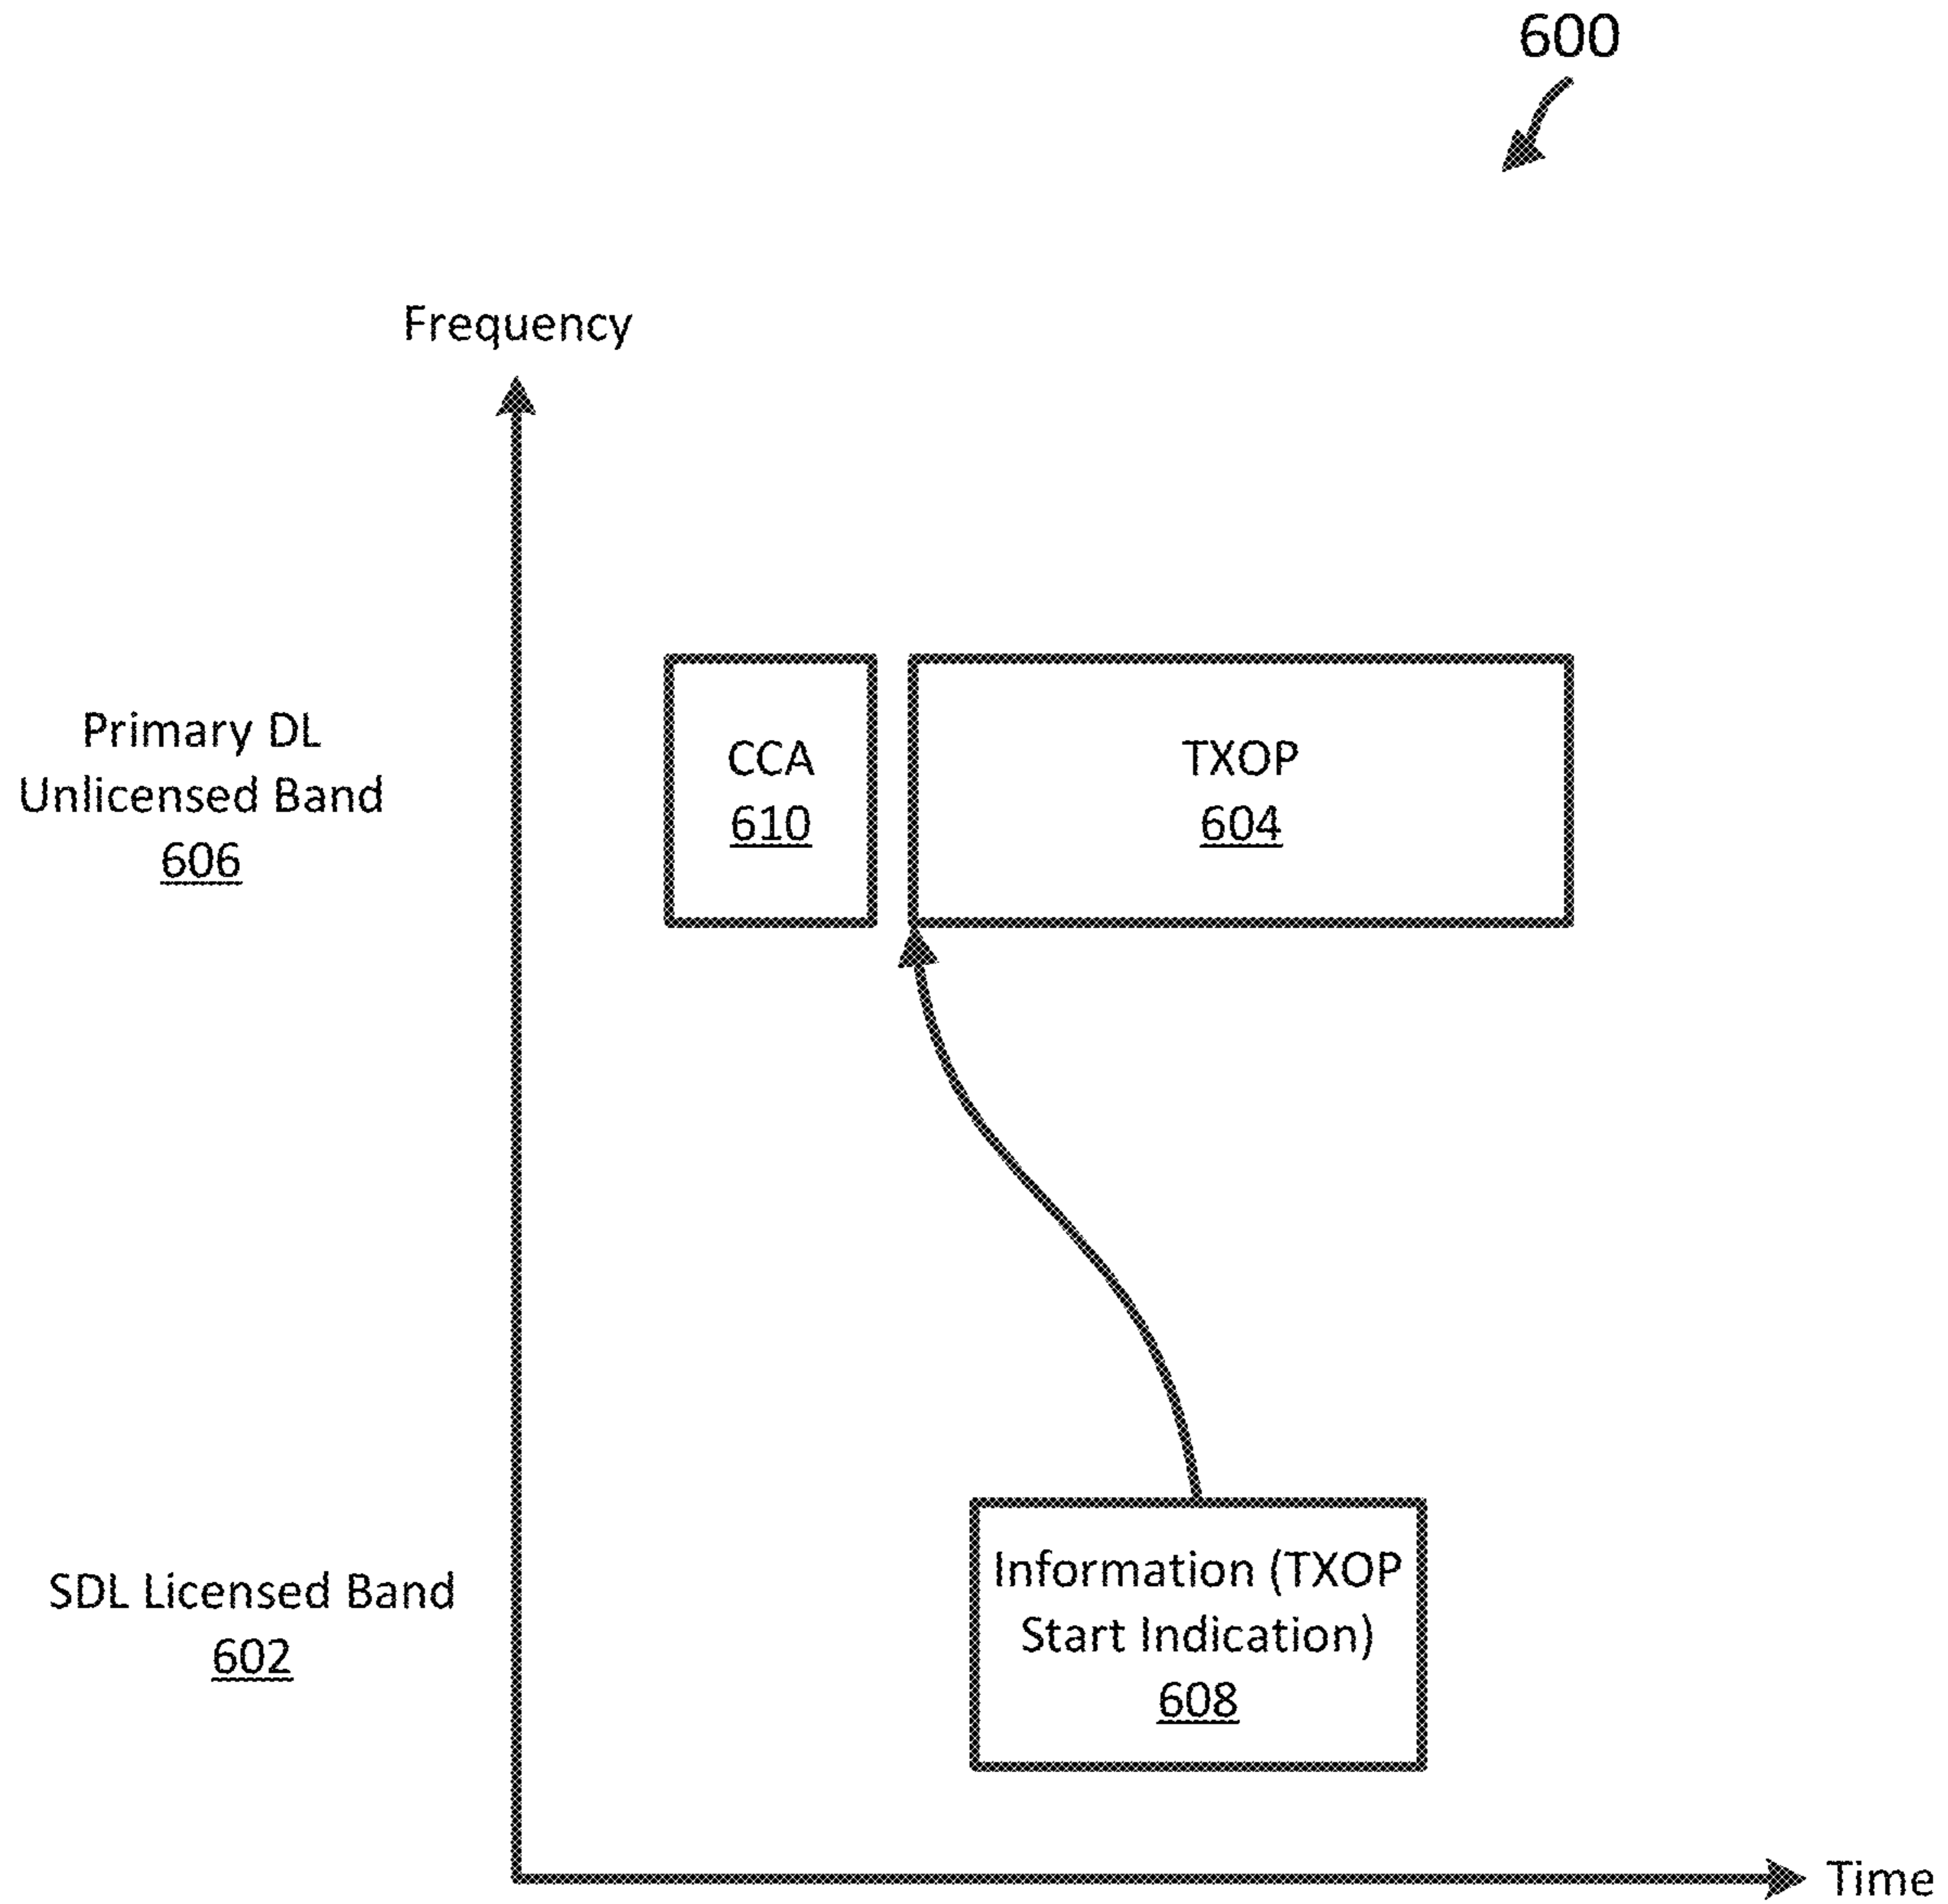 600
Frequency
Primary DL
Unlicensed Band
606
CCA
610
TXOP
604
SDL Licensed Band
602
Information (TXOP
Start Indication)
608
Time